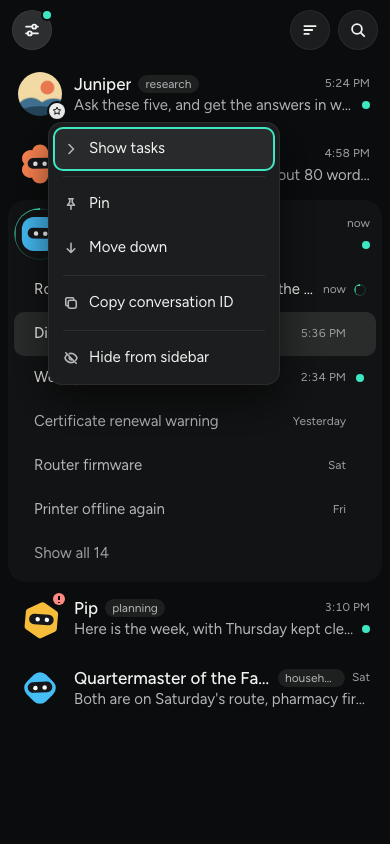 Juniper research 5:24 PM
Ask these five, and get the answers in w...
4:58 PM
Show tasks
out 80 word...
Pin
now
Move down
the ... now
Copy conversation ID
5:36 PM
Hide from sidebar
2:34 PM
Certificate renewal warning Yesterday
Router firmware Sat
Printer offline again Fri
Show all 14
Pip planning 3:10 PM
Here is the week, with Thursday kept cle...
Quartermaster of the Fa... househ... Sat
Both are on Saturday's route, pharmacy fir...